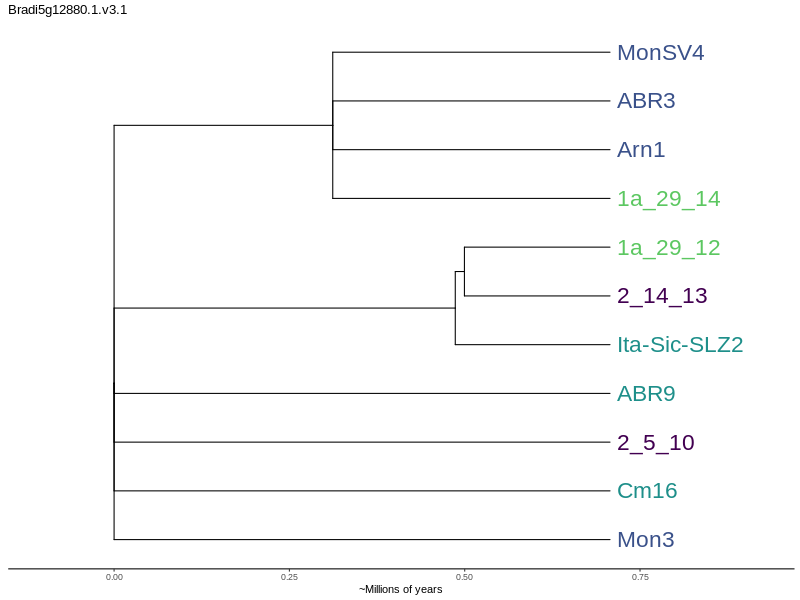 Bradi5g12880.1.v3.1
MonSV4
ABR3
Arn1
1a_29_14
1a_29_12
2_14_13
Ita-Sic-SLZ2
ABR9
2_5_10
Cm16
Mon3
0.00 0.25 0.50 0.75
~Millions of years